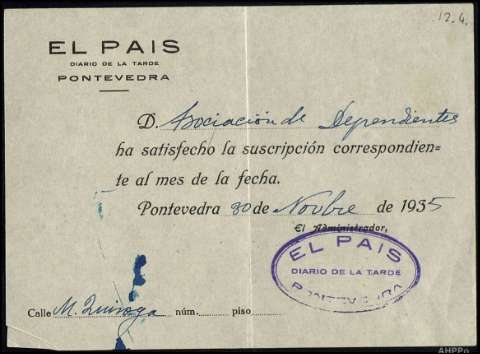 12.4.
EL PAIS
DIARIO DE LA TARDE
PONTEVEDRA
D. Asociación de Dependientes
ha satisfecho la suscripción correspondien=
te al mes de la fecha.
Pontevedra 30 de Novbre de 1935
El Administrador,
EL PAIS
DIARIO DE LA TARDE
PONTEVEDRA
Calle M. Quiroga núm. piso
AHPPo